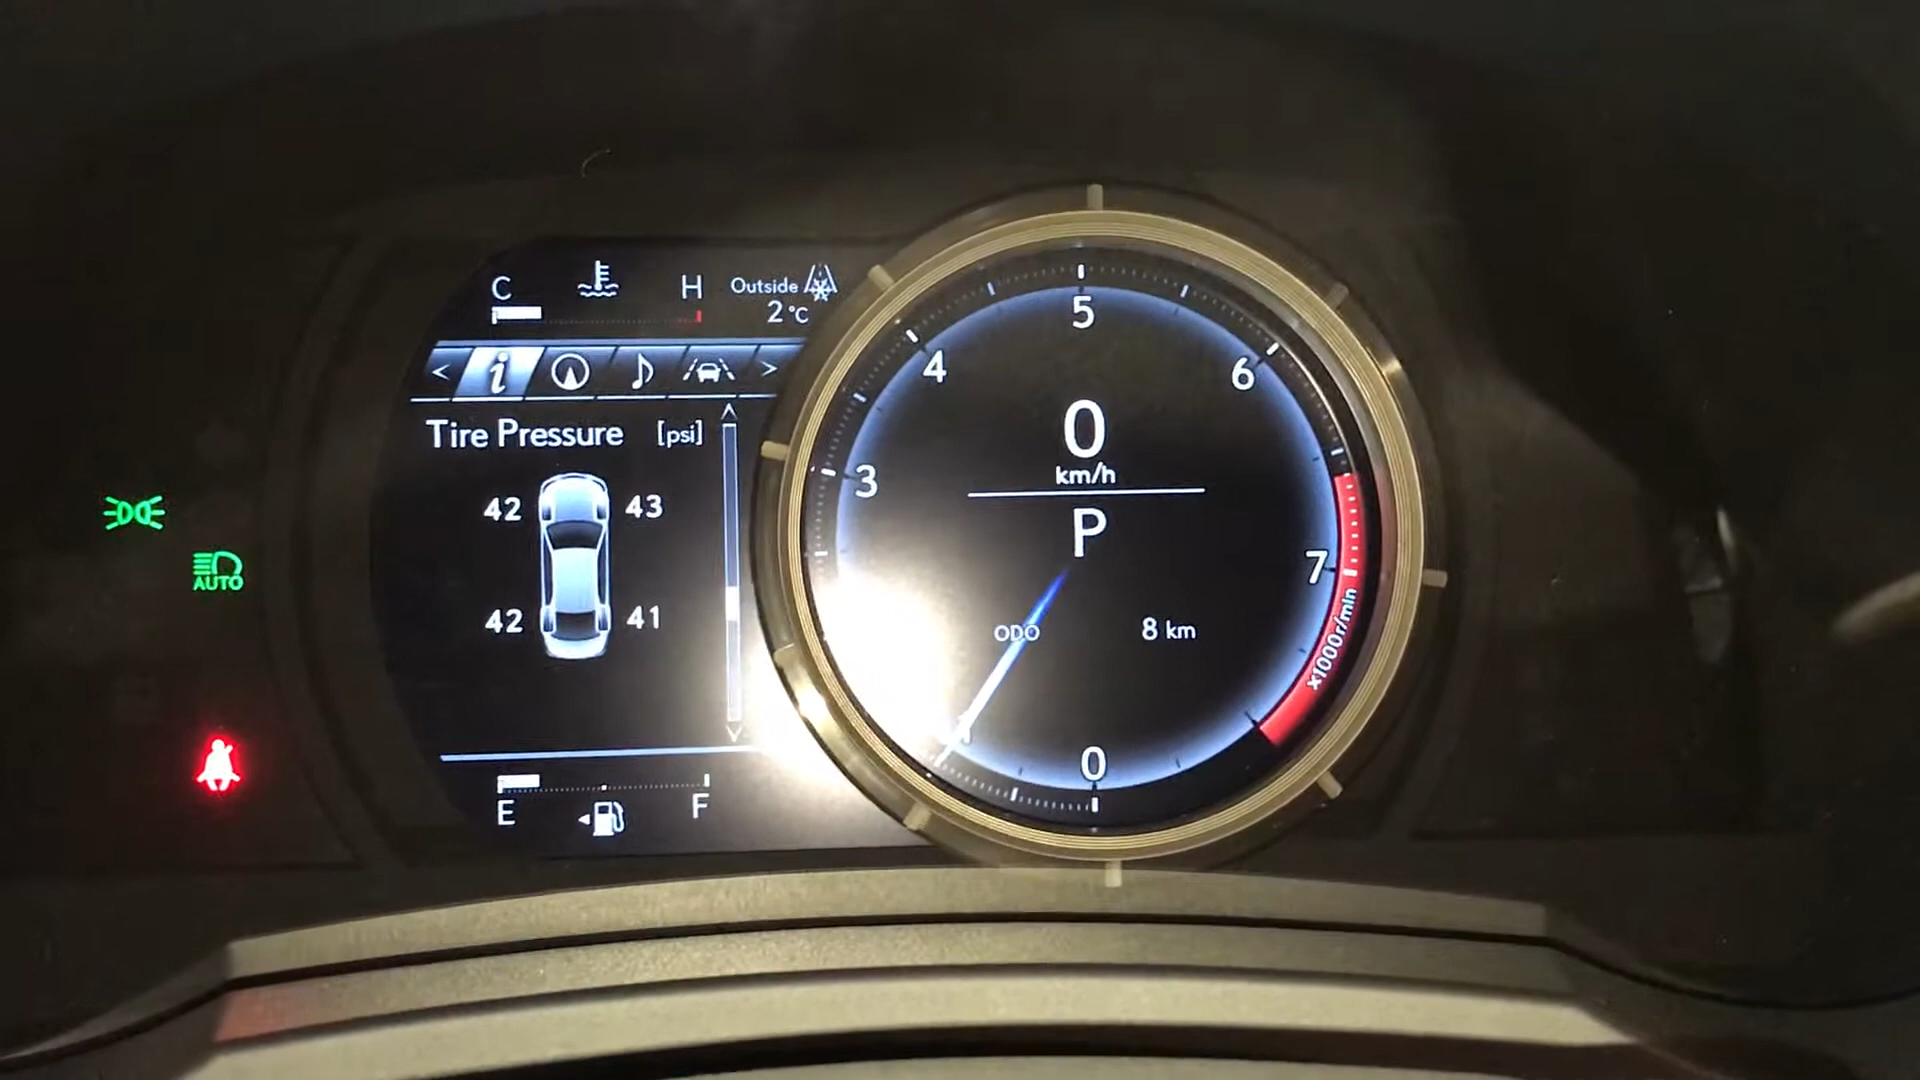 C H Outside
2°C
< i >
Tire Pressure [psi]
42 43
42 41
E F
AUTO
0
3
4
5
6
7
x1000r/min
0
km/h
P
ODO 8 km